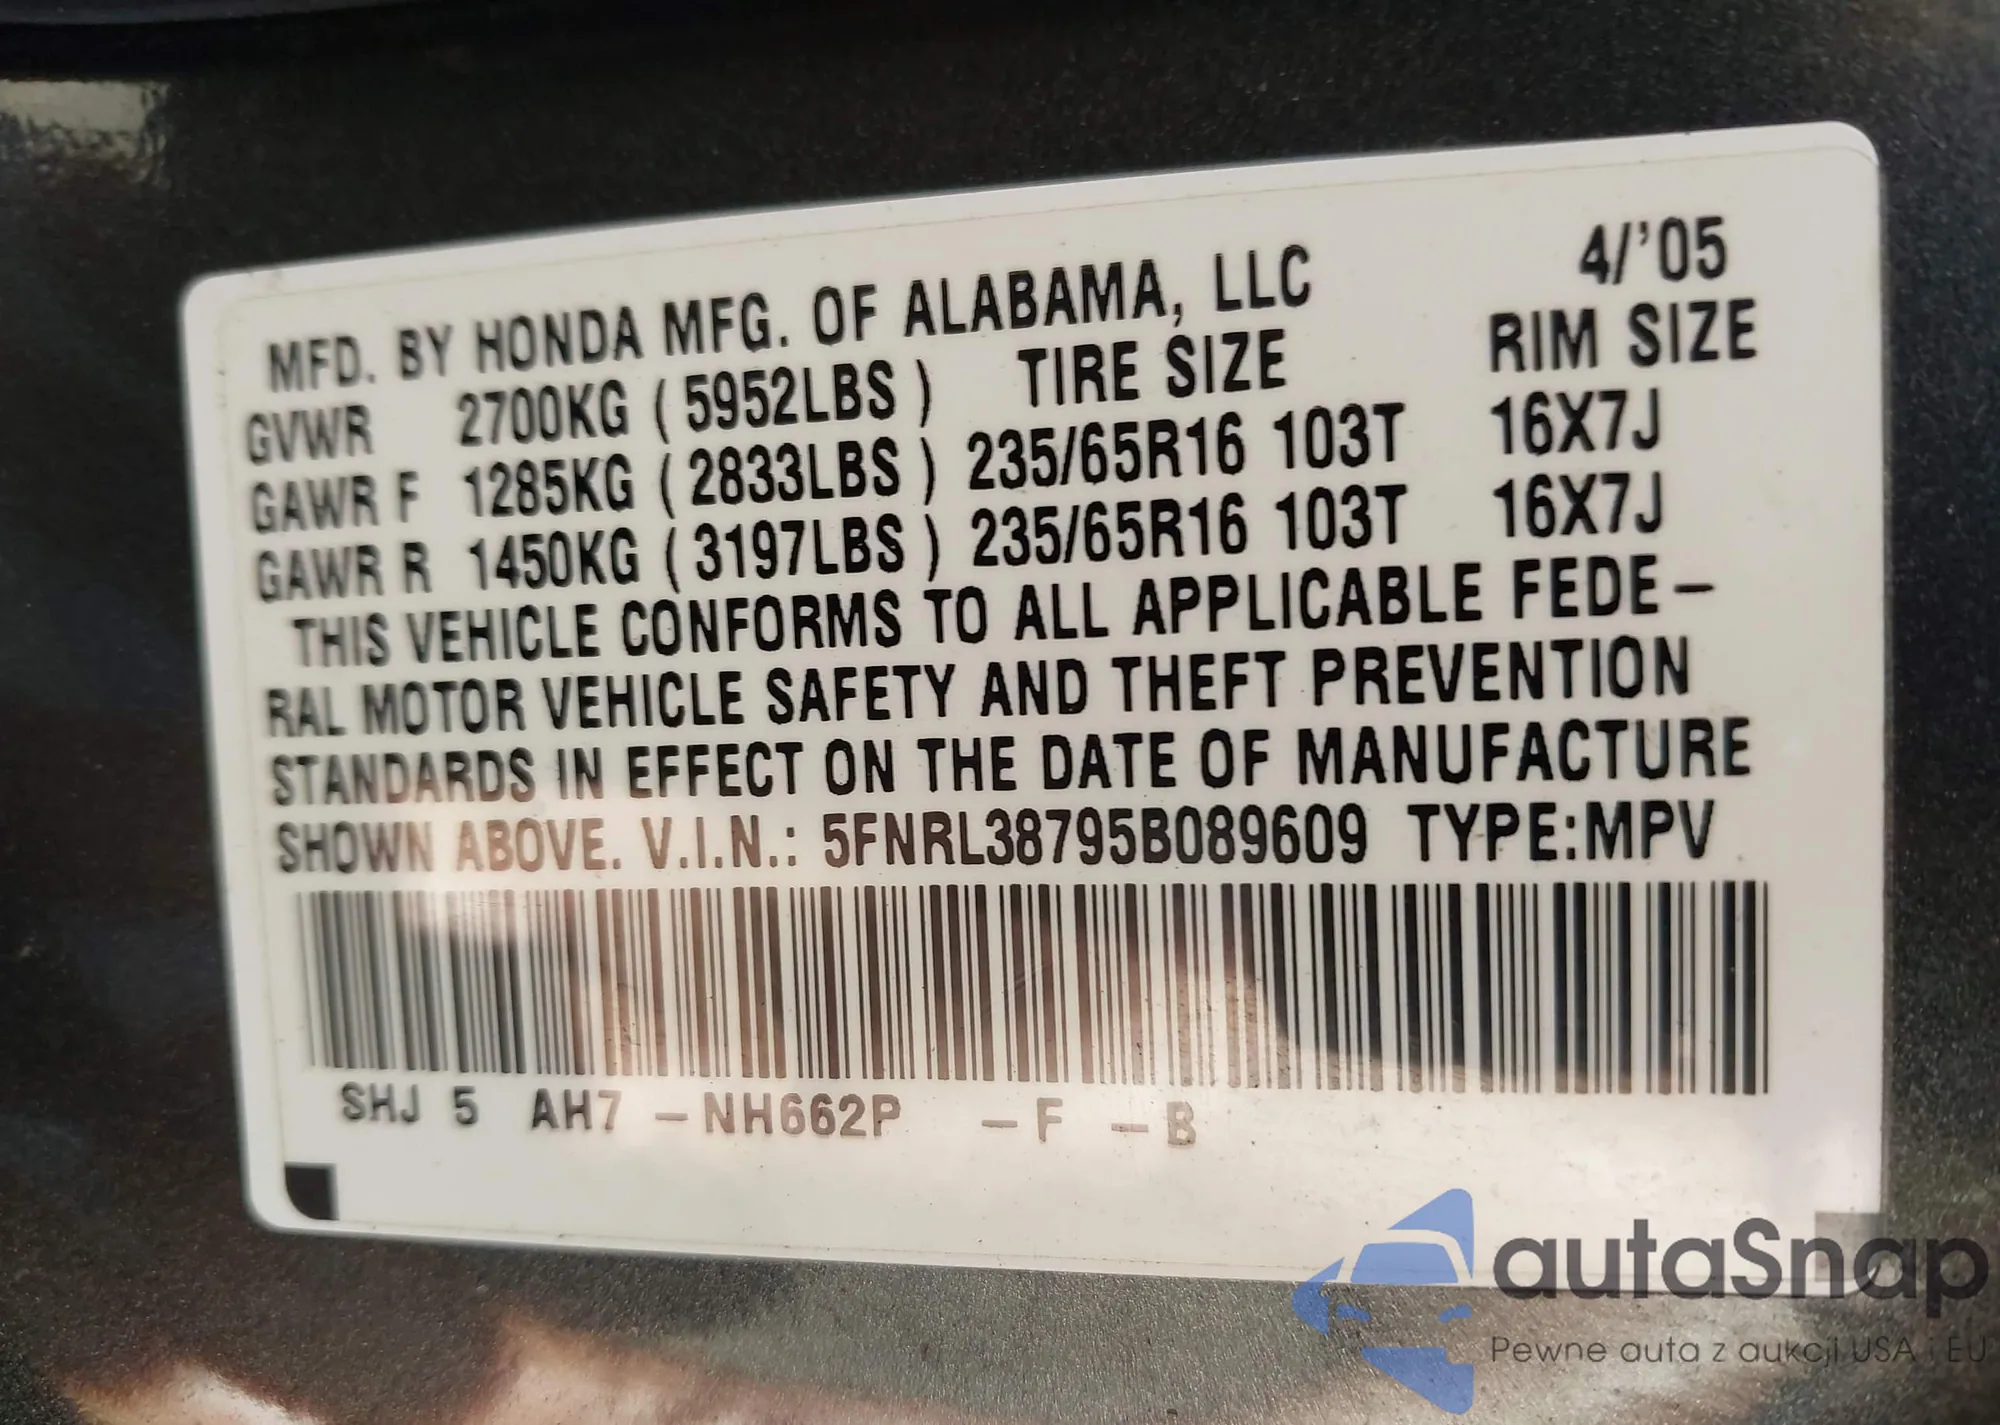 MFD. BY HONDA MFG. OF ALABAMA, LLC 4/'05
GVWR 2700KG ( 5952LBS ) TIRE SIZE RIM SIZE
GAWR F 1285KG ( 2833LBS ) 235/65R16 103T 16X7J
GAWR R 1450KG ( 3197LBS ) 235/65R16 103T 16X7J
THIS VEHICLE CONFORMS TO ALL APPLICABLE FEDE-
RAL MOTOR VEHICLE SAFETY AND THEFT PREVENTION
STANDARDS IN EFFECT ON THE DATE OF MANUFACTURE
SHOWN ABOVE. V.I.N.: 5FNRL38795B089609 TYPE:MPV
SHJ 5 AH7 -NH662P -F -B
autaSnap
Pewne auta z aukcji USA i EU